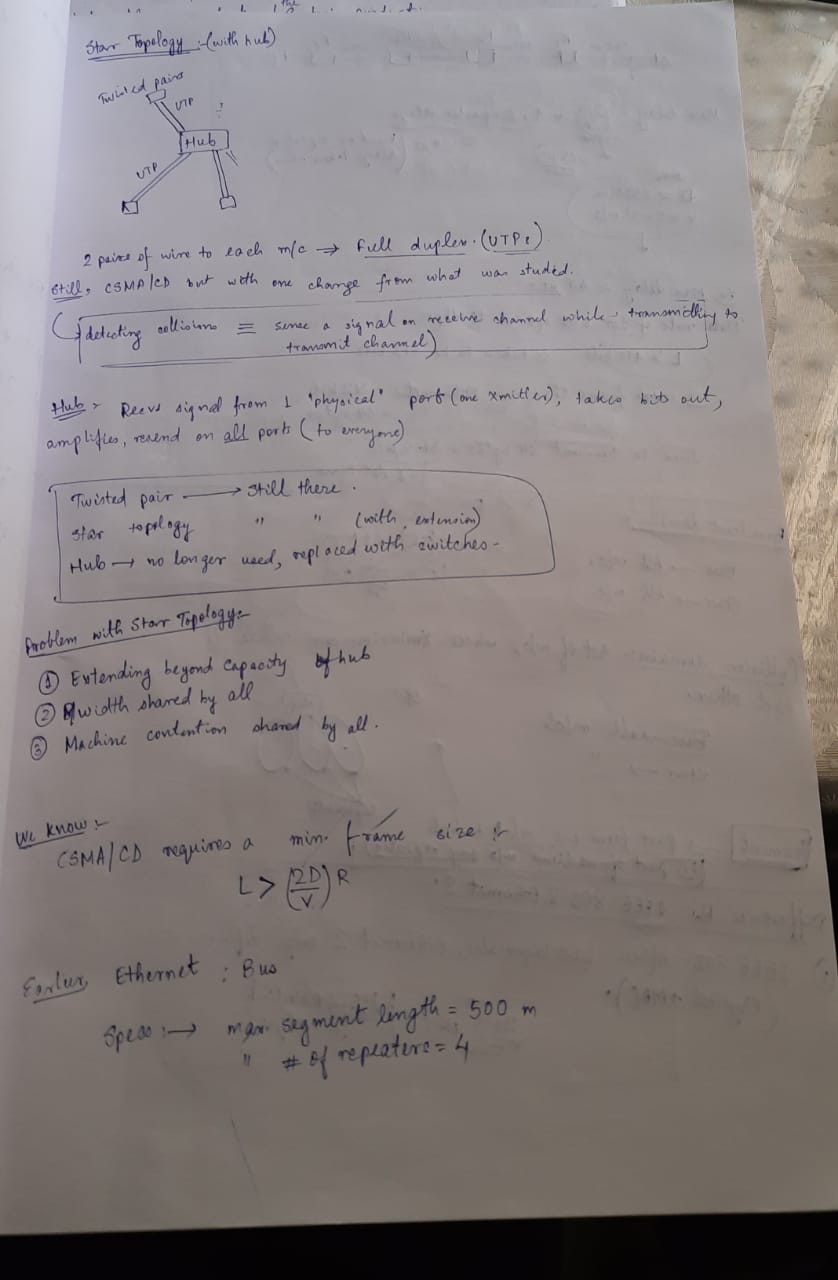 Star Topology :- (with hub)
Twisted pairs
UTP
Hub
UTP
2 pairs of wire to each m/c ⇒ Full duplex. (UTPs)
Still, CSMA/CD but with one change from what was studied.
(detecting collisions ≡ sense a signal on receive channel while transmitting to
transmit channel)
Hub :- Recvs signal from 1 "physical" port (one xmitter), takes bits out,
amplifies, resend on all ports (to everyone)
Twisted pair → still there.
Star topology " " (with extension)
Hub → no longer used, replaced with switches -
Problem with Star Topology:-
① Extending beyond capacity of hub
② B/width shared by all
③ Machine contention shared by all.
We know :-
CSMA/CD requires a min. frame size :-
L > (2D/V) R
Earlier, Ethernet : Bus
Specs :→ max. segment length = 500 m
" # of repeaters = 4